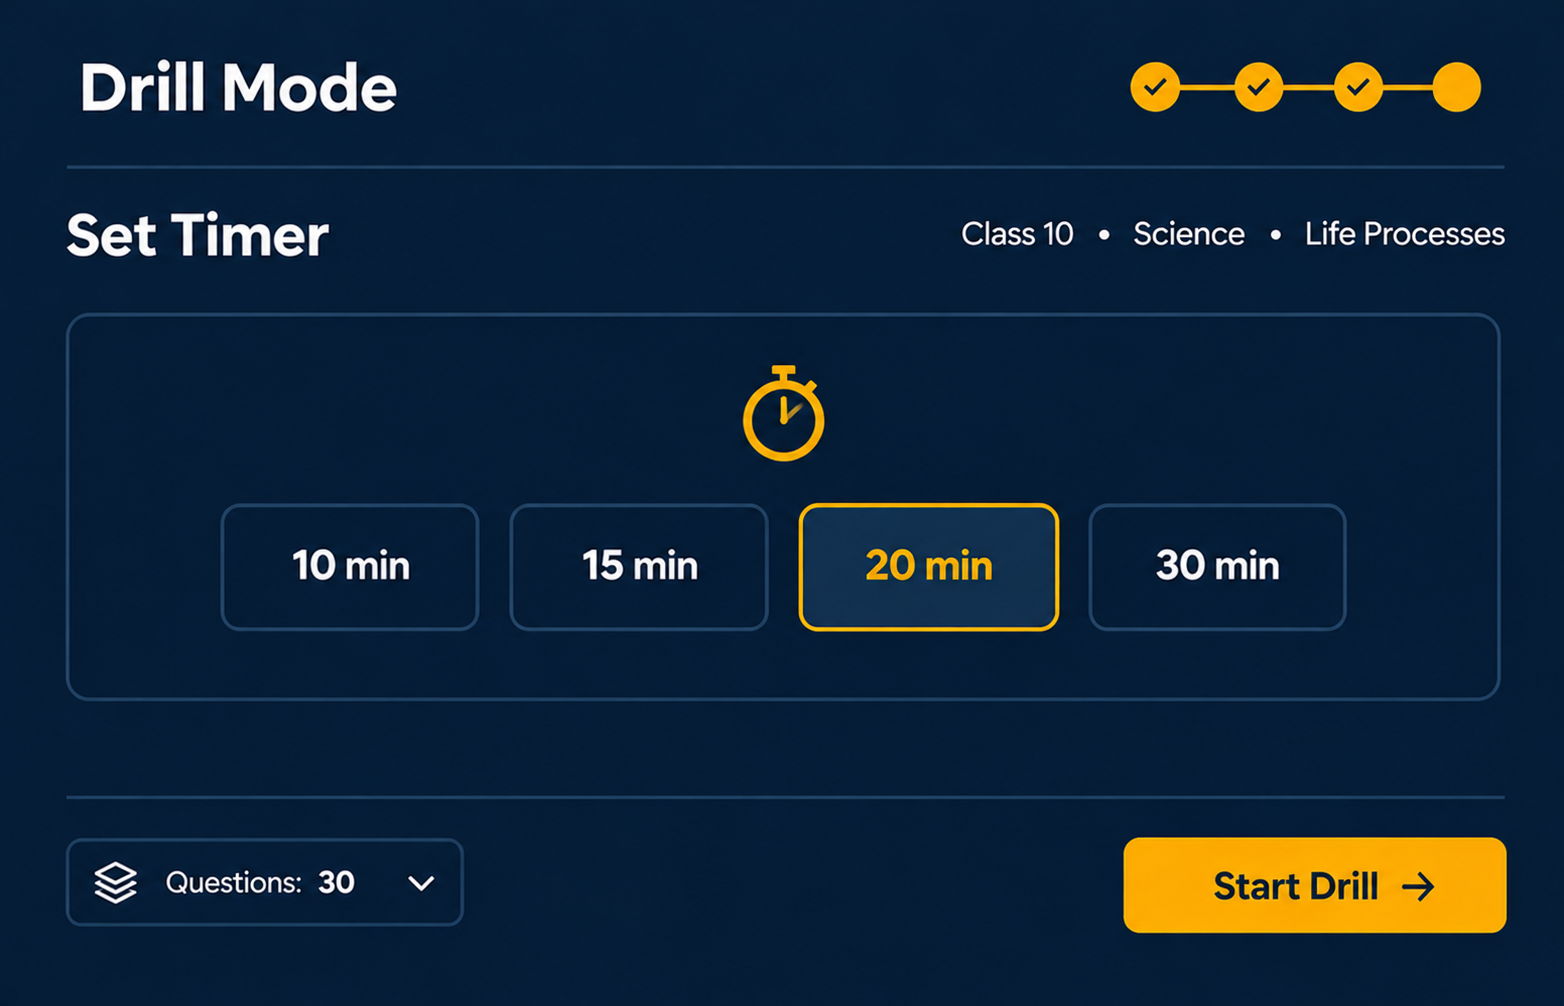 Drill Mode
Set Timer
Class 10 • Science • Life Processes
10 min
15 min
20 min
30 min
Questions: 30
Start Drill →